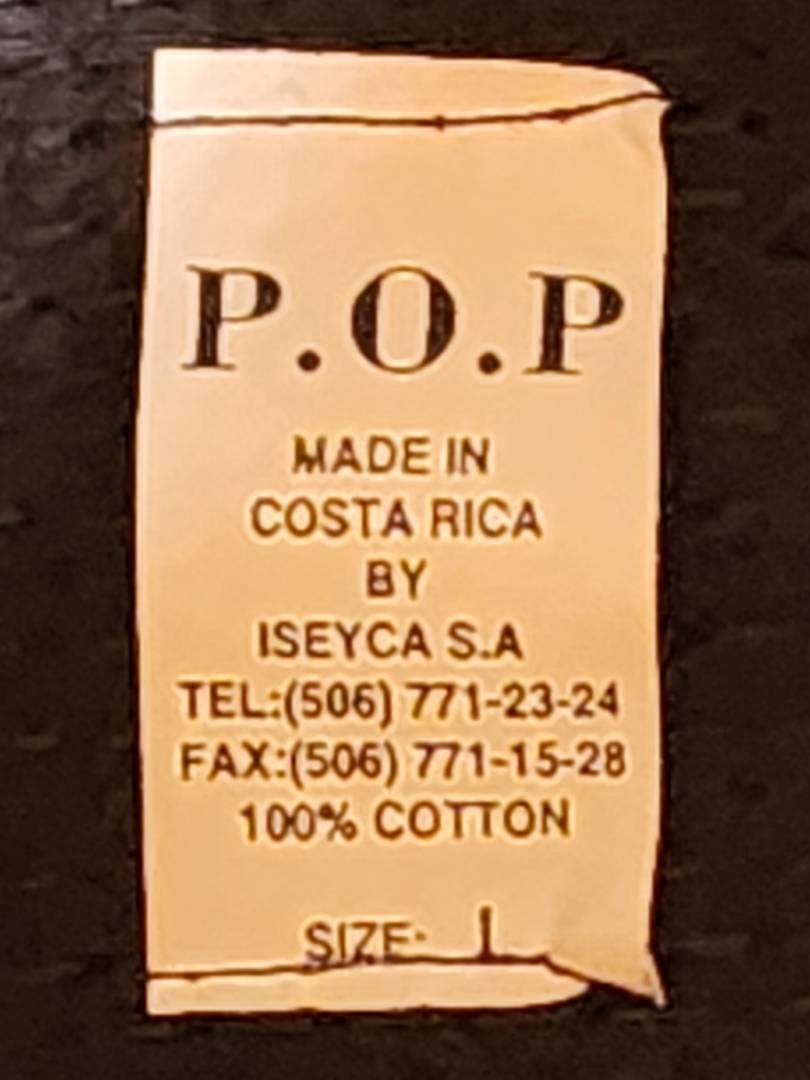 P.O.P
MADE IN
COSTA RICA
BY
ISEYCA S.A
TEL:(506) 771-23-24
FAX:(506) 771-15-28
100% COTTON
SIZE: L